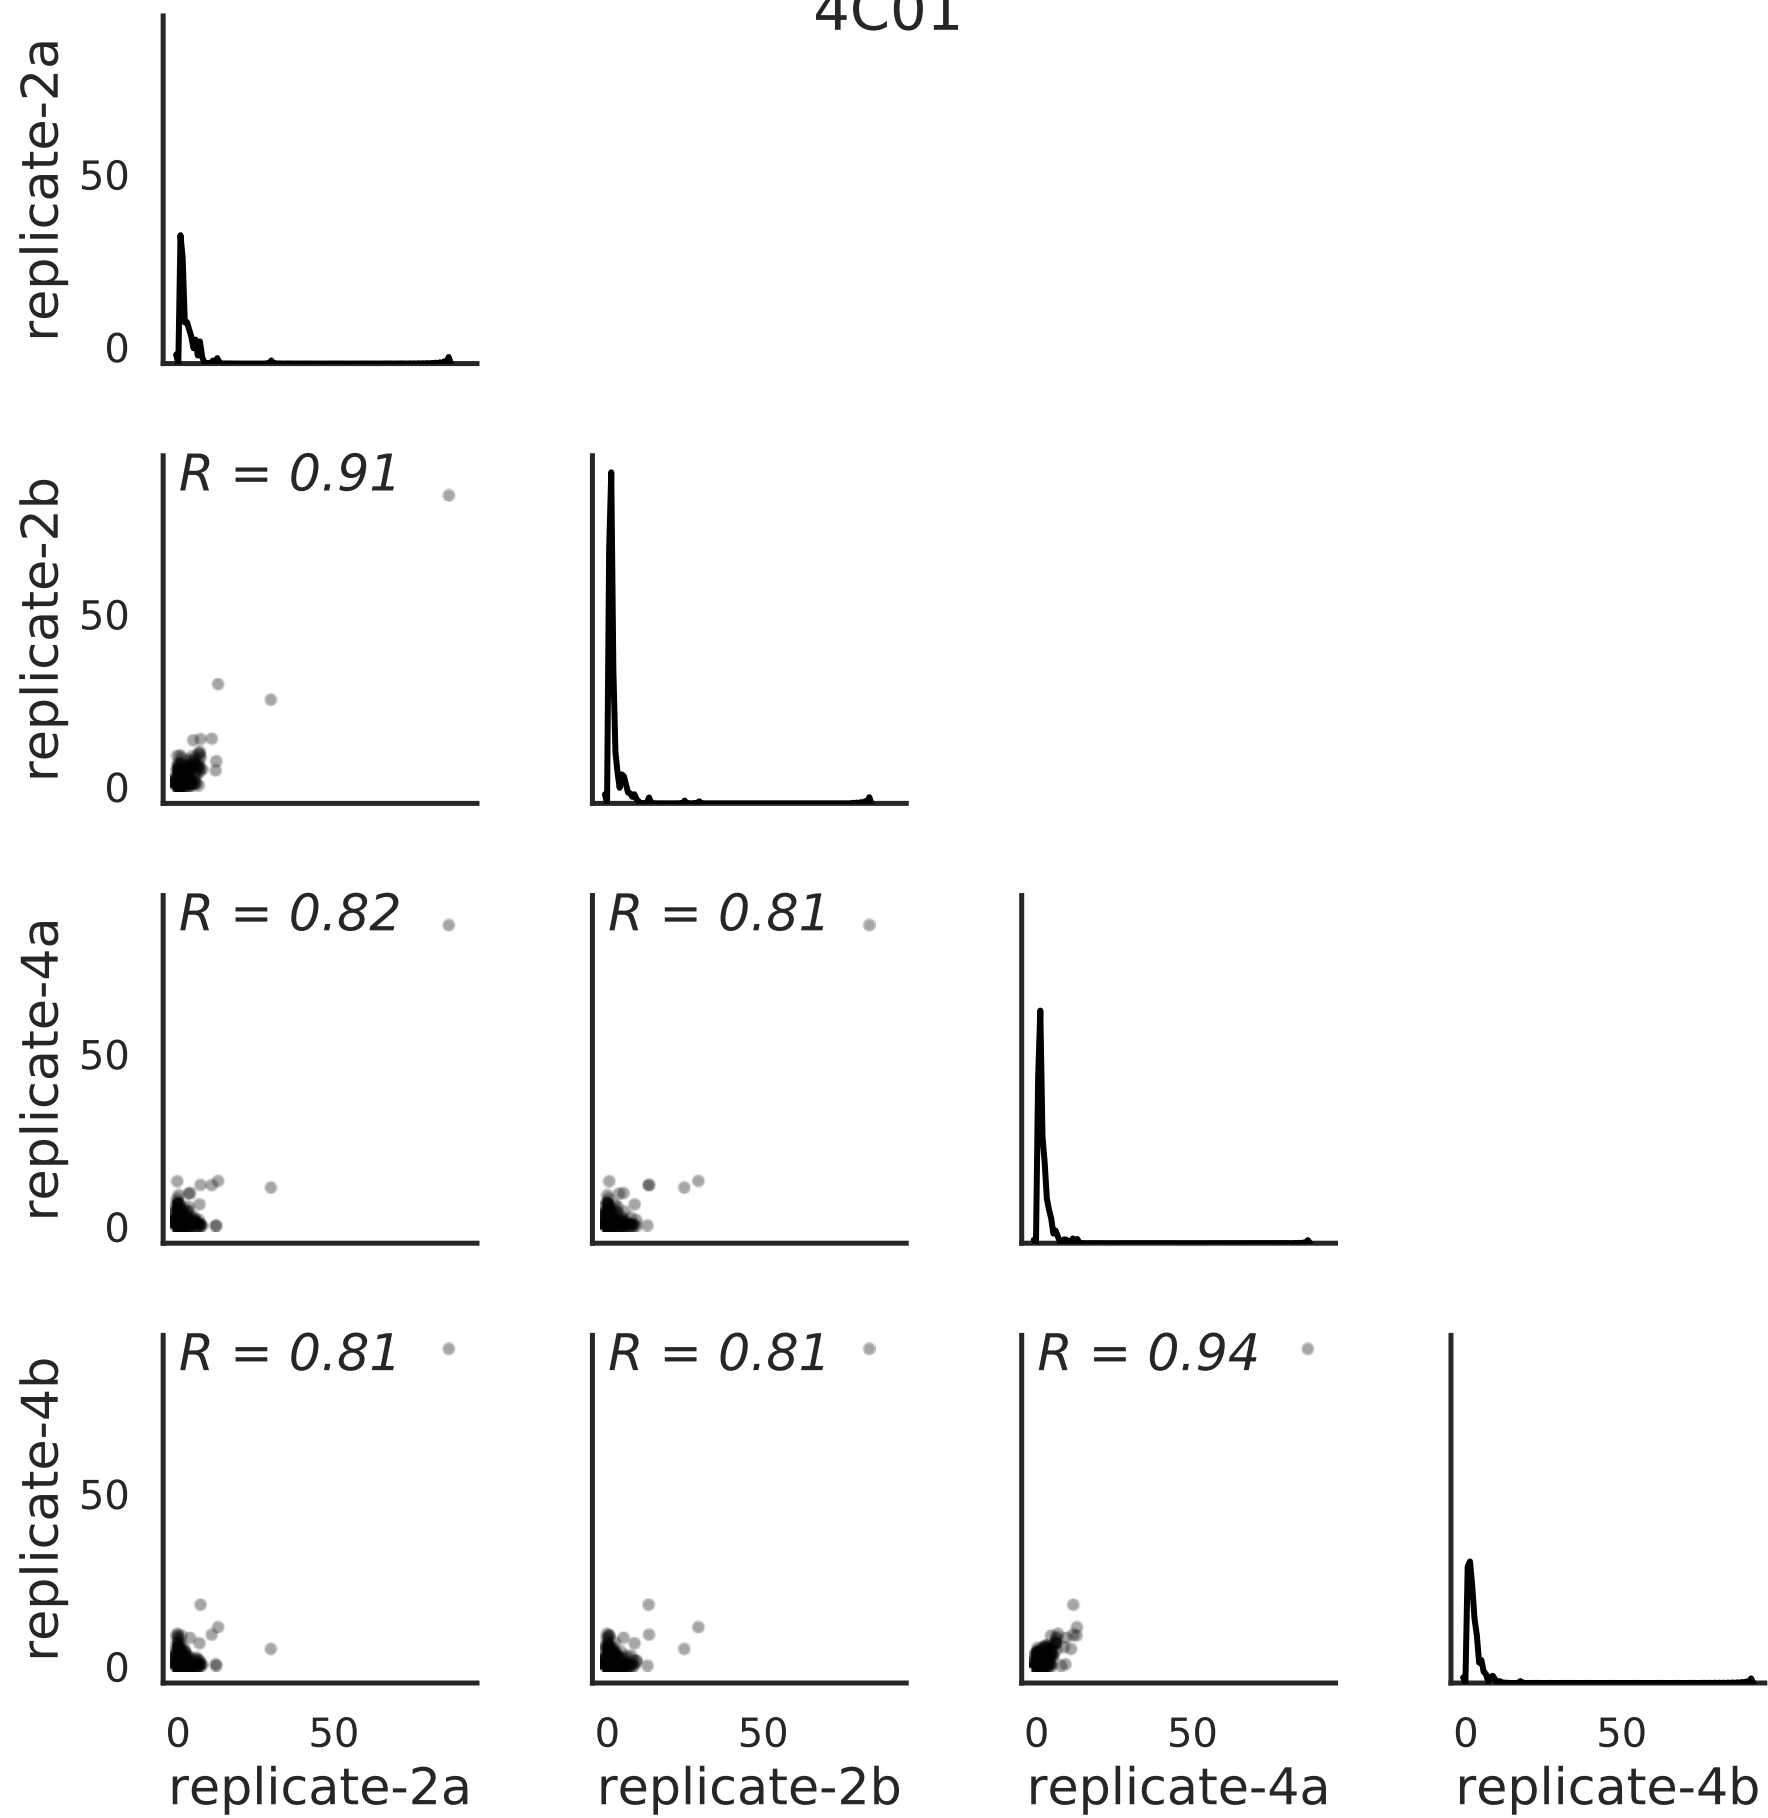 4C01
replicate-2a
50
0
replicate-2b
50
0
R = 0.91
replicate-4a
50
0
R = 0.82
R = 0.81
replicate-4b
50
0
R = 0.81
R = 0.81
R = 0.94
0 50 0 50 0 50 0 50
replicate-2a replicate-2b replicate-4a replicate-4b